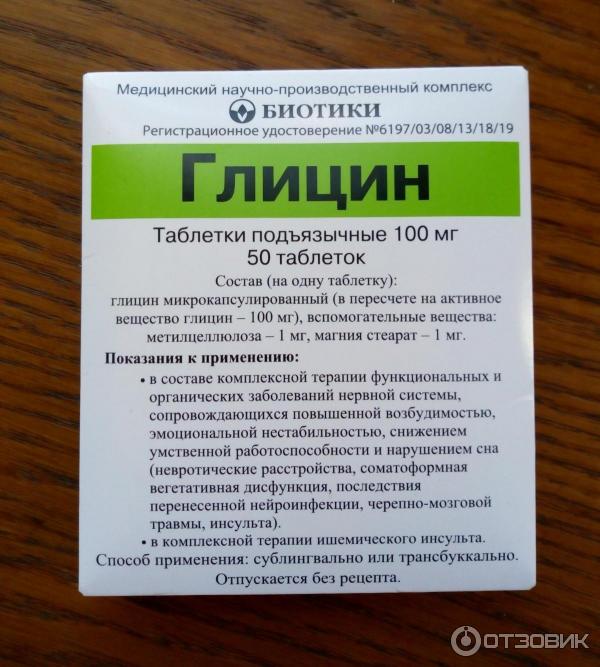 Медицинский научно-производственный комплекс
БИОТИКИ
Регистрационное удостоверение №6197/03/08/13/18/19
Глицин
Таблетки подъязычные 100 мг
50 таблеток
Состав (на одну таблетку):
глицин микрокапсулированный (в пересчете на активное
вещество глицин – 100 мг), вспомогательные вещества:
метилцеллюлоза – 1 мг, магния стеарат – 1 мг.
Показания к применению:
• в составе комплексной терапии функциональных и
органических заболеваний нервной системы,
сопровождающихся повышенной возбудимостью,
эмоциональной нестабильностью, снижением
умственной работоспособности и нарушением сна
(невротические расстройства, соматоформная
вегетативная дисфункция, последствия
перенесенной нейроинфекции, черепно-мозговой
травмы, инсульта).
• в комплексной терапии ишемического инсульта.
Способ применения: сублингвально или трансбуккально.
Отпускается без рецепта.
ОТЗОВИК